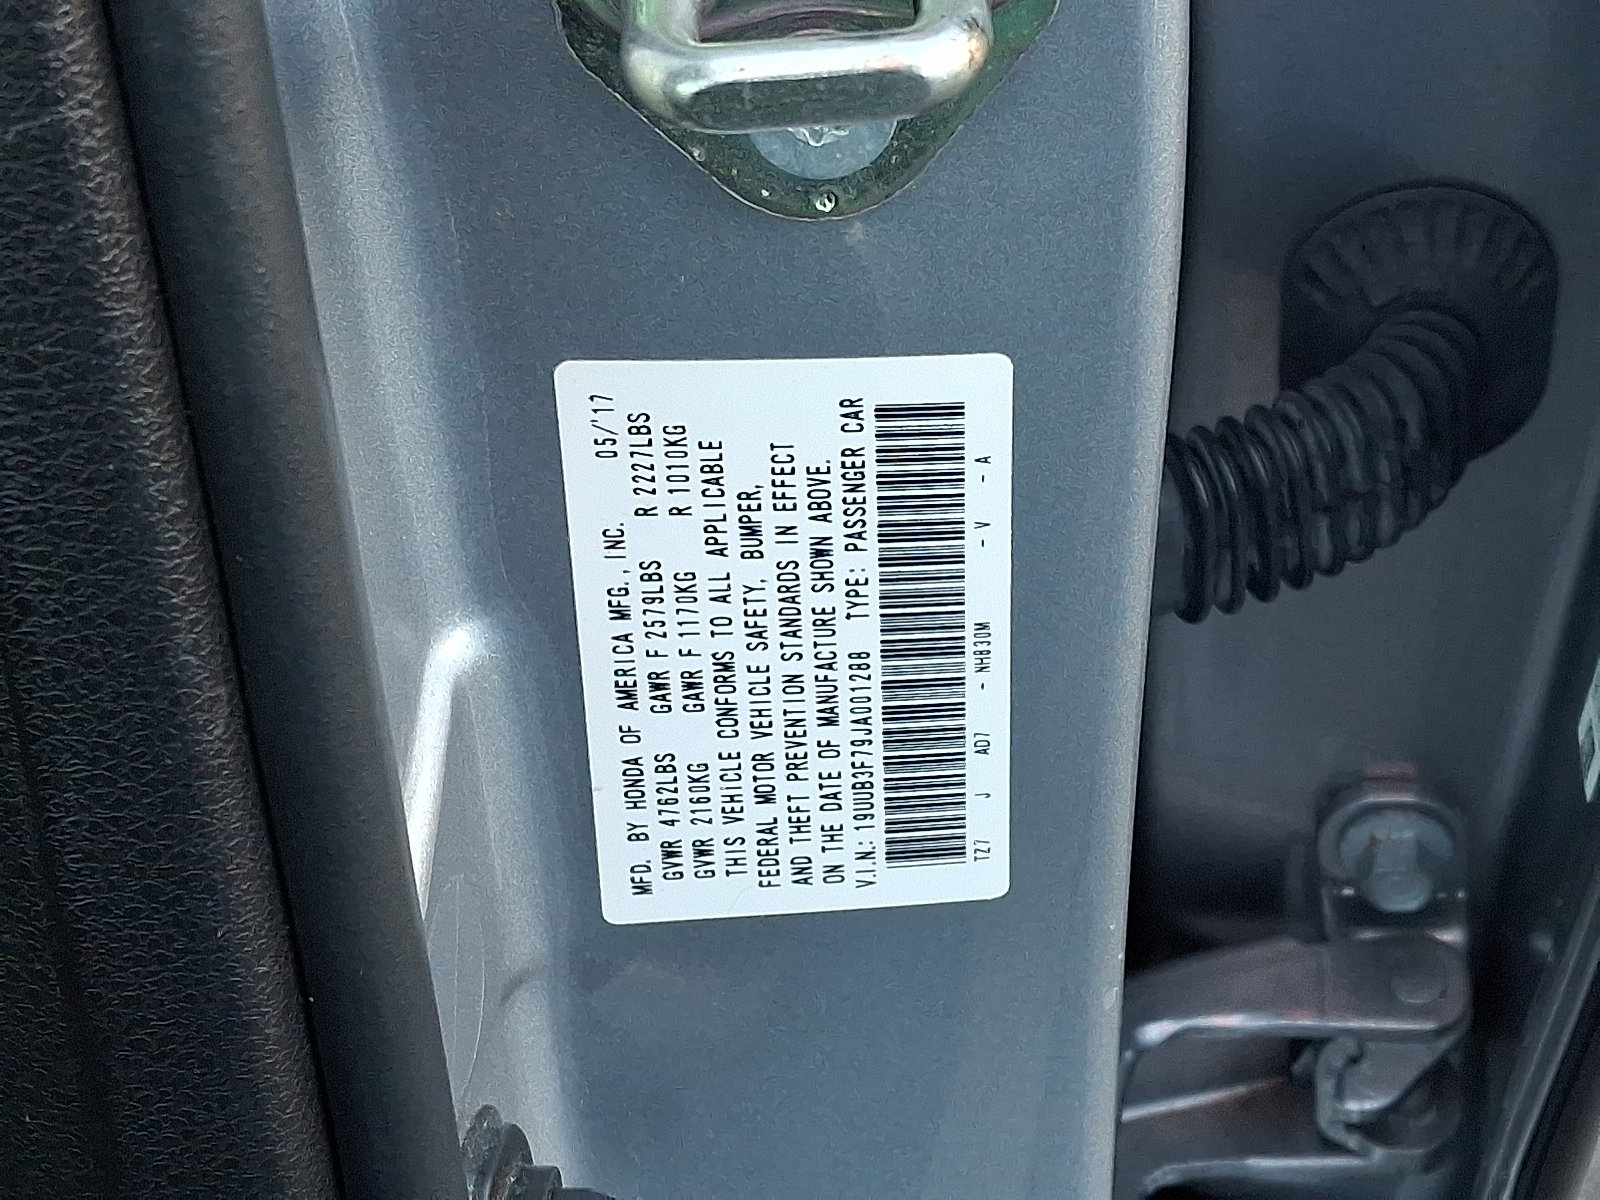 MFD. BY HONDA OF AMERICA MFG., INC. 05/'17
GVWR 4762LBS GAWR F 2579LBS R 2227LBS
GVWR 2160KG GAWR F 1170KG R 1010KG
THIS VEHICLE CONFORMS TO ALL APPLICABLE
FEDERAL MOTOR VEHICLE SAFETY, BUMPER,
AND THEFT PREVENTION STANDARDS IN EFFECT
ON THE DATE OF MANUFACTURE SHOWN ABOVE.
V.I.N.: 19UUB3F79JA001288 TYPE: PASSENGER CAR
TZ7 J AD7 - NH830M - V - A